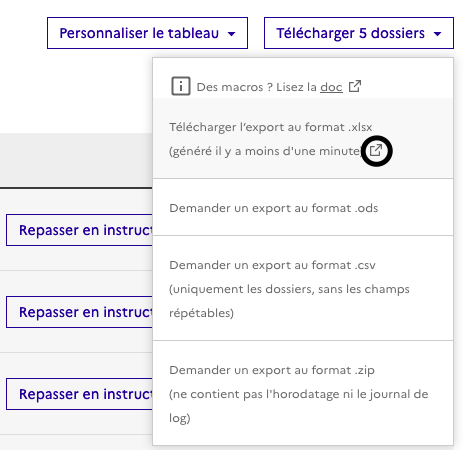 Personnaliser le tableau
Télécharger 5 dossiers
Des macros ? Lisez la doc
Télécharger l'export au format .xlsx
(généré il y a moins d'une minute
Demander un export au format .ods
Repasser en instruct
Demander un export au format .csv
(uniquement les dossiers, sans les champs
répétables)
Repasser en instruct
Demander un export au format .zip
(ne contient pas l'horodatage ni le journal de
log)
Repasser en instruct